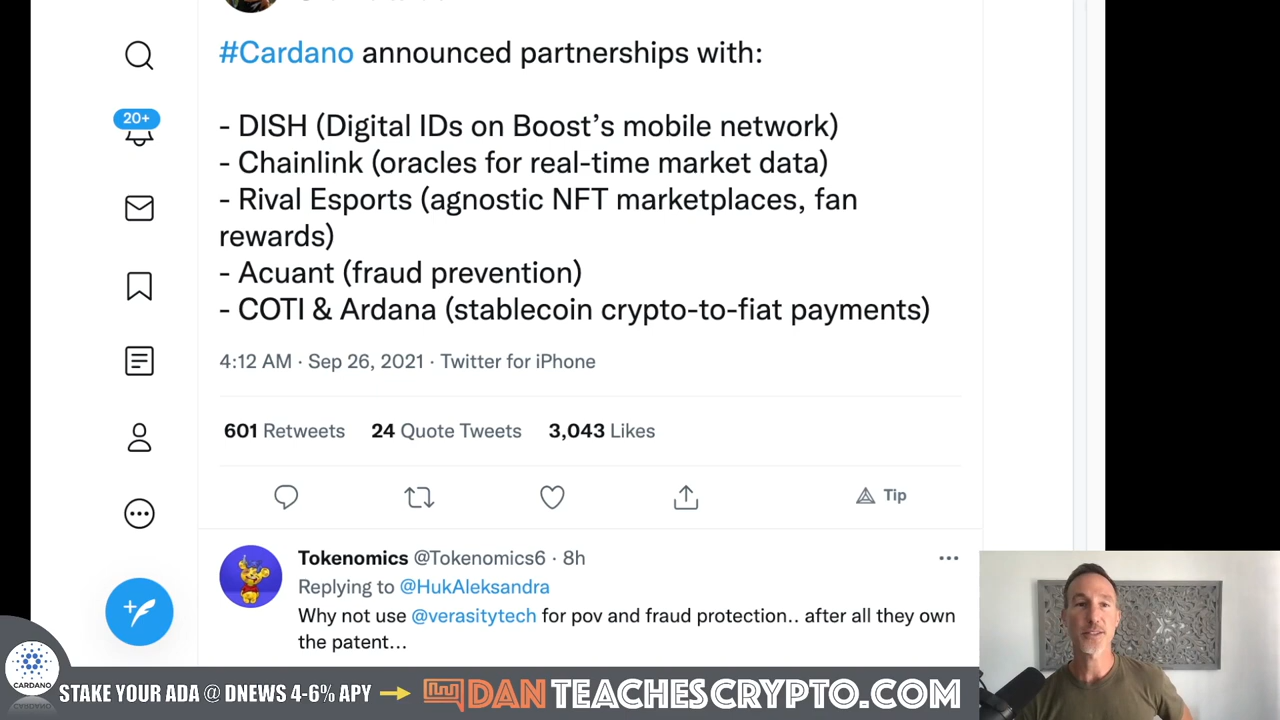 #Cardano announced partnerships with:
- DISH (Digital IDs on Boost’s mobile network)
- Chainlink (oracles for real-time market data)
- Rival Esports (agnostic NFT marketplaces, fan
rewards)
- Acuant (fraud prevention)
- COTI & Ardana (stablecoin crypto-to-fiat payments)
4:12 AM · Sep 26, 2021 · Twitter for iPhone
601 Retweets 24 Quote Tweets 3,043 Likes
Tip
20+
Tokenomics @Tokenomics6 · 8h
Replying to @HukAleksandra
Why not use @verasitytech for pov and fraud protection.. after all they own
the patent...
CARDANO
STAKE YOUR ADA @ DNEWS 4-6% APY
DANTEACHESCRYPTO.COM